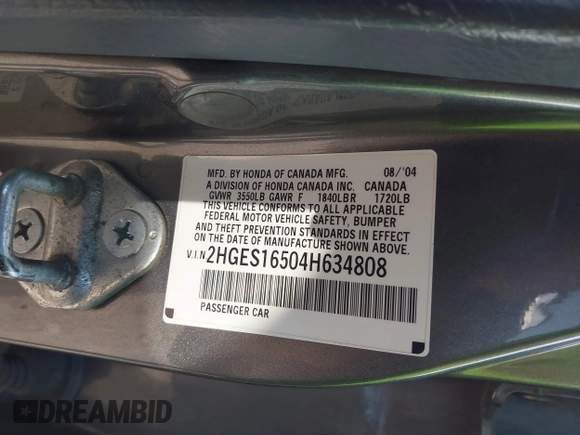 MFD. BY HONDA OF CANADA MFG. 08/'04
A DIVISION OF HONDA CANADA INC. CANADA
GVWR 3550LB GAWR F 1840LB R 1720LB
THIS VEHICLE CONFORMS TO ALL APPLICABLE
FEDERAL MOTOR VEHICLE SAFETY, BUMPER
AND THEFT PREVENTION STANDARDS IN EFFECT
ON THE DATE OF MANUFACTURE SHOWN ABOVE.
V.I.N 2HGES16504H634808
PASSENGER CAR
DREAMBID